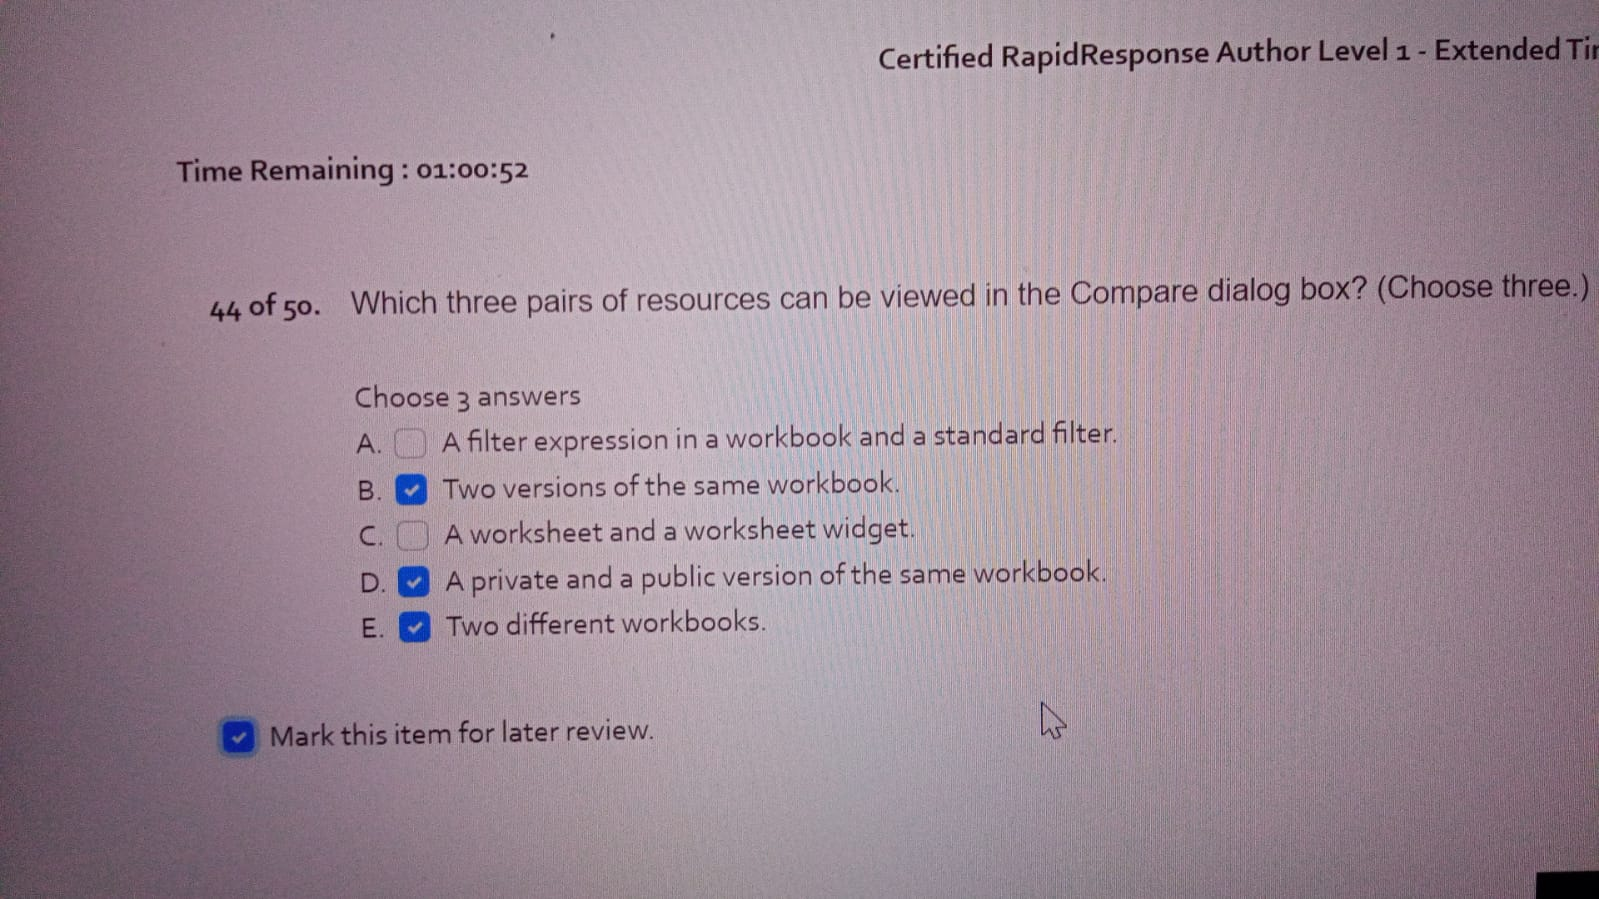 Certified RapidResponse Author Level 1 - Extended
Time Remaining : 01:00:52
44 of 50. Which three pairs of resources can be viewed in the Compare dialog box? (Choose three.)
Choose 3 answers
A. A filter expression in a workbook and a standard filter.
B. Two versions of the same workbook.
C. A worksheet and a worksheet widget.
D. A private and a public version of the same workbook.
E. Two different workbooks.
Mark this item for later review.